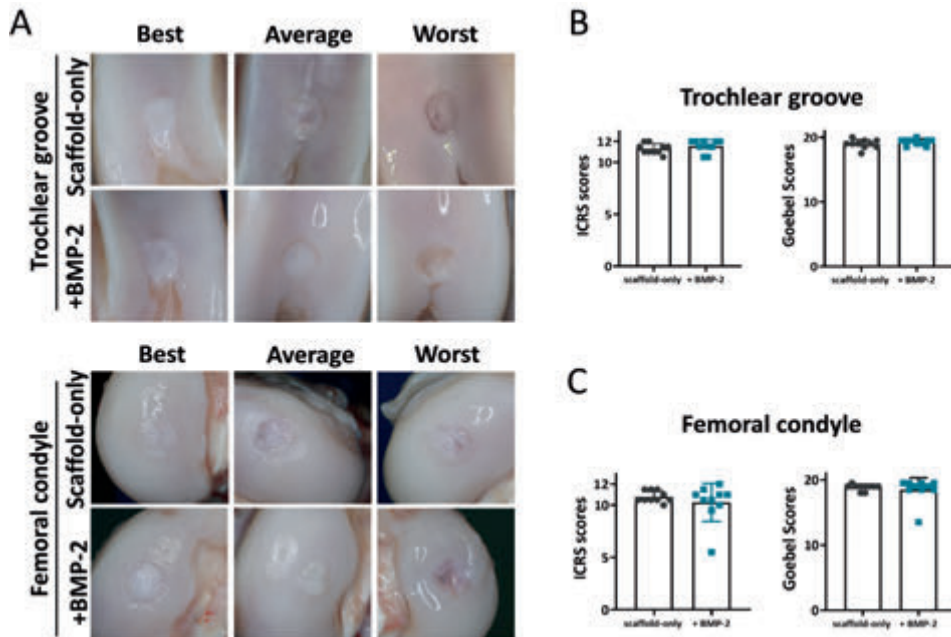 A
Best Average Worst
Trochlear groove
Scaffold-only
+BMP-2
Best Average Worst
Femoral condyle
Scaffold-only
+BMP-2
B
Trochlear groove
ICRS scores
12
10
5
0
scaffold-only + BMP-2
Goebel Scores
20
10
0
scaffold-only + BMP-2
C
Femoral condyle
ICRS scores
12
10
5
0
scaffold-only + BMP-2
Goebel Scores
20
10
0
scaffold-only + BMP-2